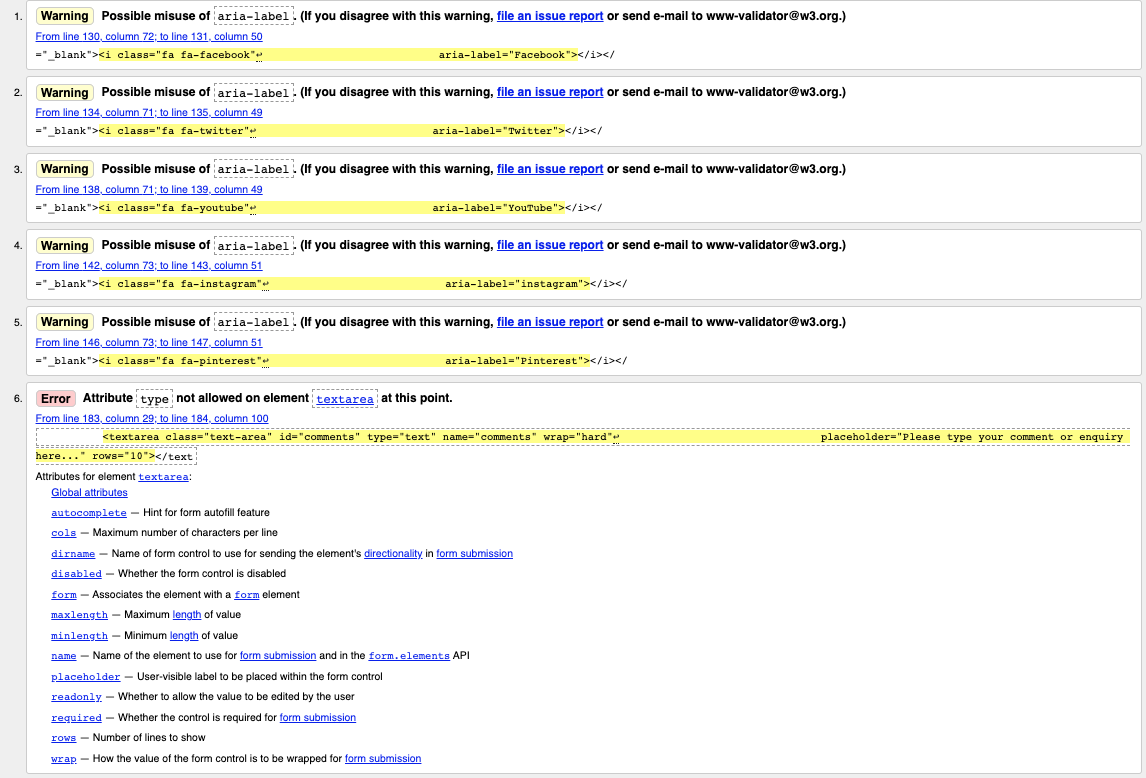 1. Warning Possible misuse of aria-label. (If you disagree with this warning, file an issue report or send e-mail to www-validator@w3.org.)
From line 130, column 72; to line 131, column 50
="_blank"><i class="fa fa-facebook"↩ aria-label="Facebook"></i></
2. Warning Possible misuse of aria-label. (If you disagree with this warning, file an issue report or send e-mail to www-validator@w3.org.)
From line 134, column 71; to line 135, column 49
="_blank"><i class="fa fa-twitter"↩ aria-label="Twitter"></i></
3. Warning Possible misuse of aria-label. (If you disagree with this warning, file an issue report or send e-mail to www-validator@w3.org.)
From line 138, column 71; to line 139, column 49
="_blank"><i class="fa fa-youtube"↩ aria-label="YouTube"></i></
4. Warning Possible misuse of aria-label. (If you disagree with this warning, file an issue report or send e-mail to www-validator@w3.org.)
From line 142, column 73; to line 143, column 51
="_blank"><i class="fa fa-instagram"↩ aria-label="instagram"></i></
5. Warning Possible misuse of aria-label. (If you disagree with this warning, file an issue report or send e-mail to www-validator@w3.org.)
From line 146, column 73; to line 147, column 51
="_blank"><i class="fa fa-pinterest"↩ aria-label="Pinterest"></i></
6. Error Attribute type not allowed on element textarea at this point.
From line 183, column 29; to line 184, column 100
<textarea class="text-area" id="comments" type="text" name="comments" wrap="hard"↩ placeholder="Please type your comment or enquiry
here..." rows="10"></text
Attributes for element textarea:
Global attributes
autocomplete — Hint for form autofill feature
cols — Maximum number of characters per line
dirname — Name of form control to use for sending the element's directionality in form submission
disabled — Whether the form control is disabled
form — Associates the element with a form element
maxlength — Maximum length of value
minlength — Minimum length of value
name — Name of the element to use for form submission and in the form.elements API
placeholder — User-visible label to be placed within the form control
readonly — Whether to allow the value to be edited by the user
required — Whether the control is required for form submission
rows — Number of lines to show
wrap — How the value of the form control is to be wrapped for form submission